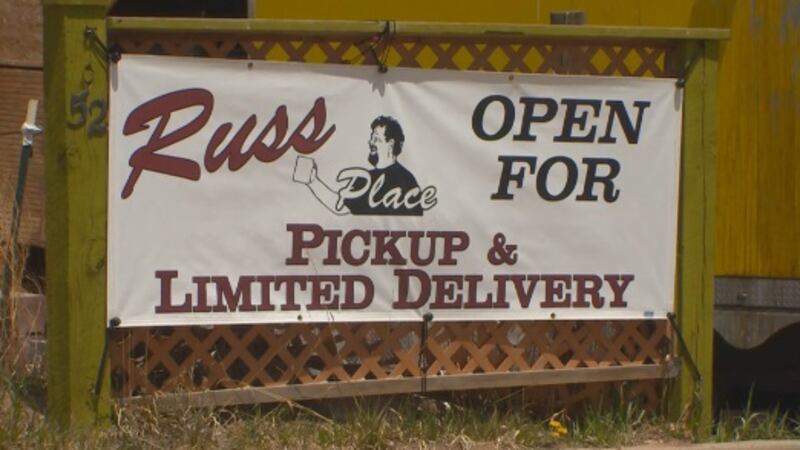 52
Russ
Place
OPEN
FOR
PICKUP &
LIMITED DELIVERY